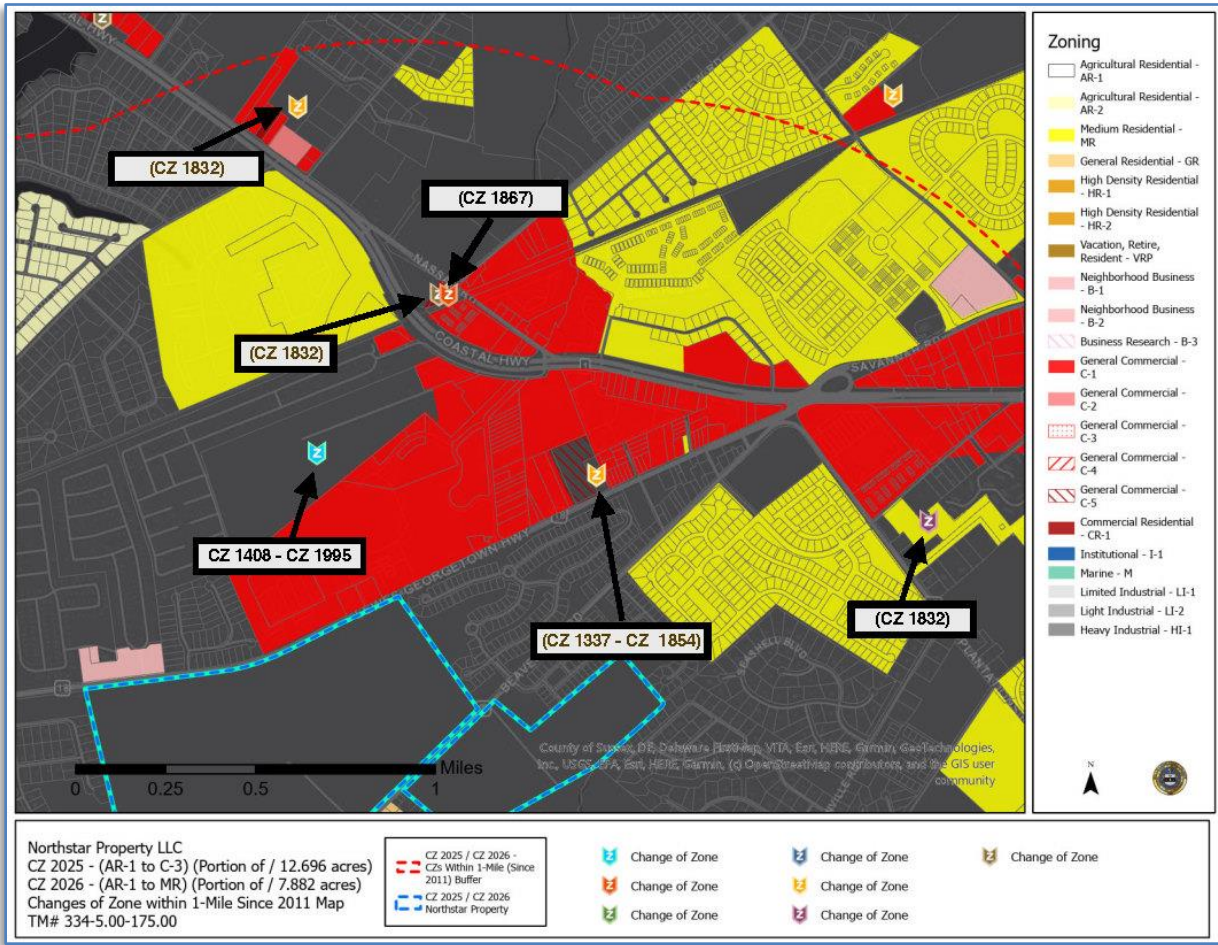 COASTAL HWY
(CZ 1832)
(CZ 1867)
NASSAU
(CZ 1832)
COASTAL HWY
1
SAVANNAH RD
CZ 1408 - CZ 1995
GEORGETOWN HWY
(CZ 1337 - CZ 1854)
(CZ 1832)
SEASHELL BLVD
18
County of Sussex, DE, Delaware FirstMap, VITA, Esri, HERE, Garmin, GeoTechnologies,
Inc., USGS, EPA, Esri, HERE, Garmin, (c) OpenStreetMap contributors, and the GIS user
community
Miles
0 0.25 0.5 1
Zoning
Agricultural Residential -
AR-1
Agricultural Residential -
AR-2
Medium Residential -
MR
General Residential - GR
High Density Residential
- HR-1
High Density Residential
- HR-2
Vacation, Retire,
Resident - VRP
Neighborhood Business
- B-1
Neighborhood Business
- B-2
Business Research - B-3
General Commercial -
C-1
General Commercial -
C-2
General Commercial -
C-3
General Commercial -
C-4
General Commercial -
C-5
Commercial Residential
- CR-1
Institutional - I-1
Marine - M
Limited Industrial - LI-1
Light Industrial - LI-2
Heavy Industrial - HI-1
N
Northstar Property LLC
CZ 2025 - (AR-1 to C-3) (Portion of / 12.696 acres)
CZ 2026 - (AR-1 to MR) (Portion of / 7.882 acres)
Changes of Zone within 1-Mile Since 2011 Map
TM# 334-5.00-175.00
CZ 2025 / CZ 2026 -
CZs Within 1-Mile (Since
2011) Buffer
CZ 2025 / CZ 2026
Northstar Property
Change of Zone
Change of Zone
Change of Zone
Change of Zone
Change of Zone
Change of Zone
Change of Zone